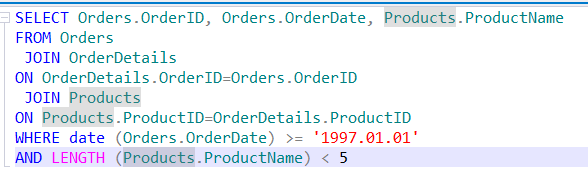 SELECT Orders.OrderID, Orders.OrderDate, Products.ProductName
FROM Orders
JOIN OrderDetails
ON OrderDetails.OrderID=Orders.OrderID
JOIN Products
ON Products.ProductID=OrderDetails.ProductID
WHERE date (Orders.OrderDate) >= '1997.01.01'
AND LENGTH (Products.ProductName) < 5